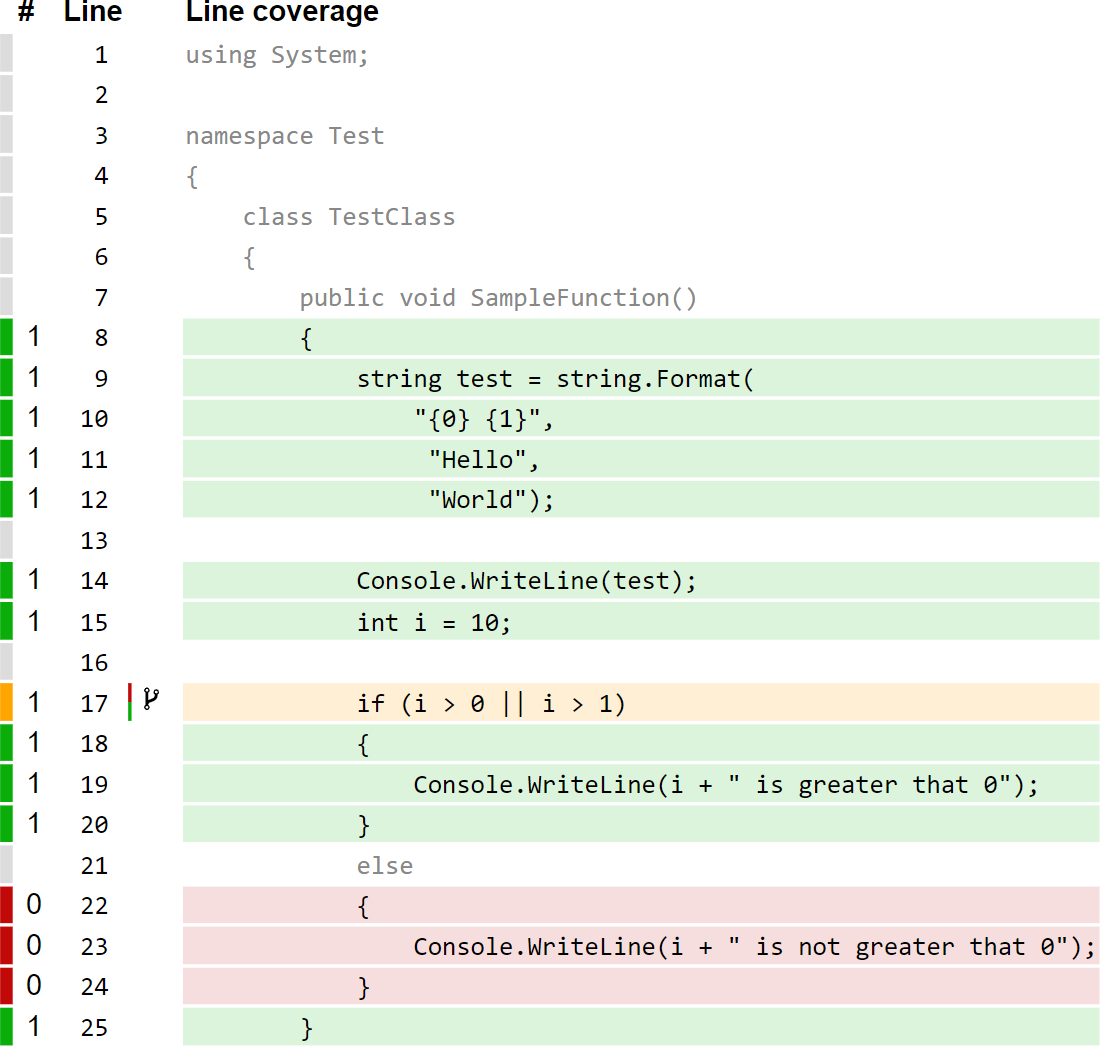 # Line Line coverage
1 using System;
2
3 namespace Test
4 {
5 class TestClass
6 {
7 public void SampleFunction()
1 8 {
1 9 string test = string.Format(
1 10 "{0} {1}",
1 11 "Hello",
1 12 "World");
13
1 14 Console.WriteLine(test);
1 15 int i = 10;
16
1 17 if (i > 0 || i > 1)
1 18 {
1 19 Console.WriteLine(i + " is greater that 0");
1 20 }
21 else
0 22 {
0 23 Console.WriteLine(i + " is not greater that 0");
0 24 }
1 25 }